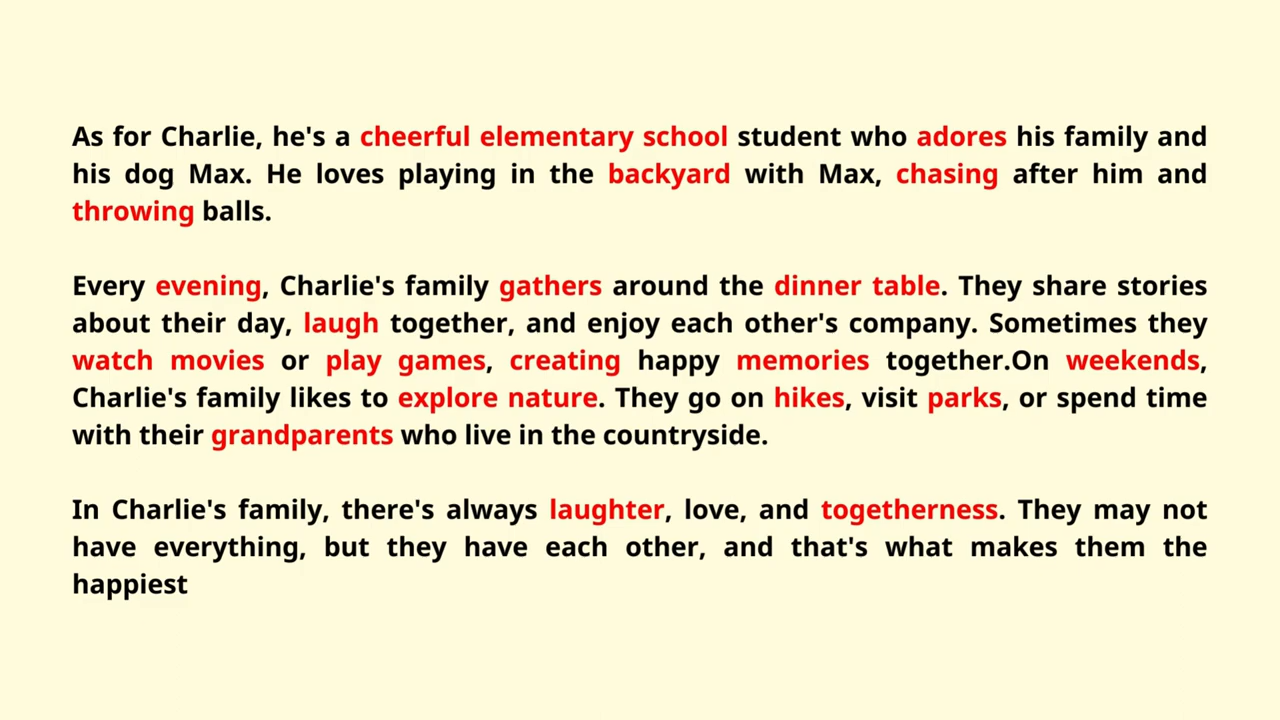 As for Charlie, he's a cheerful elementary school student who adores his family and
his dog Max. He loves playing in the backyard with Max, chasing after him and
throwing balls.
Every evening, Charlie's family gathers around the dinner table. They share stories
about their day, laugh together, and enjoy each other's company. Sometimes they
watch movies or play games, creating happy memories together.On weekends,
Charlie's family likes to explore nature. They go on hikes, visit parks, or spend time
with their grandparents who live in the countryside.
In Charlie's family, there's always laughter, love, and togetherness. They may not
have everything, but they have each other, and that's what makes them the
happiest